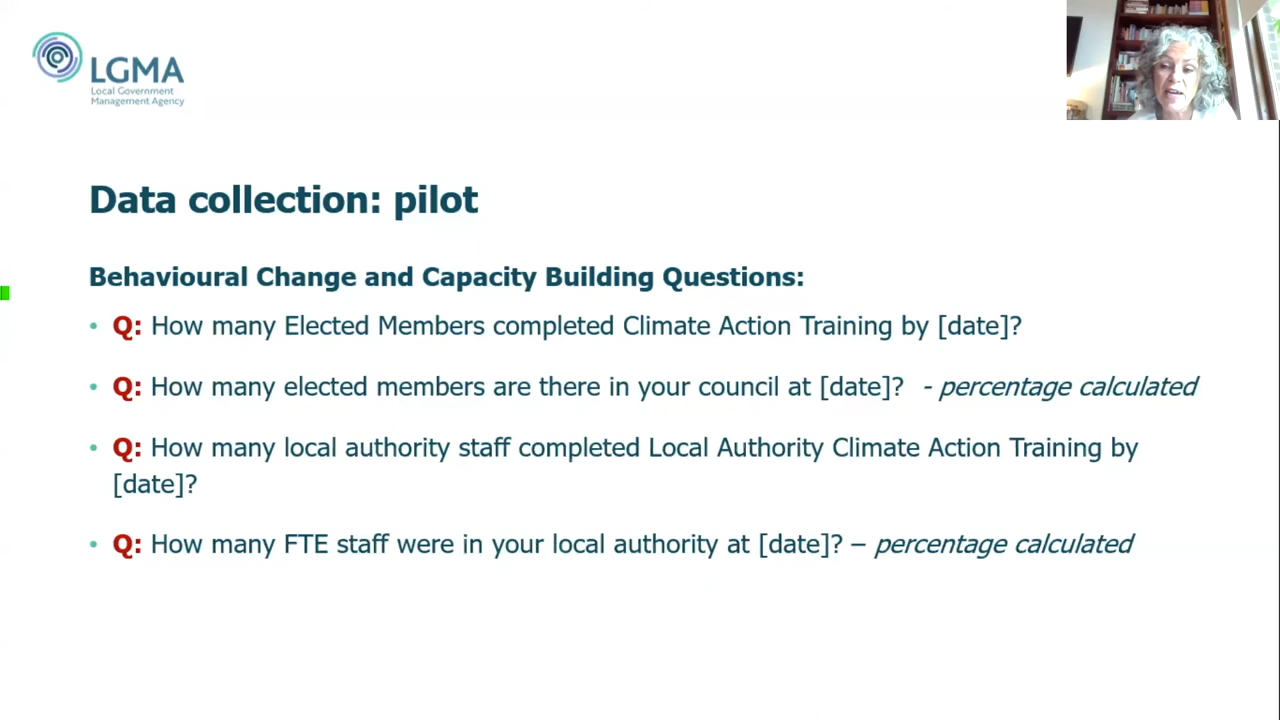 LGMA
Local Government
Management Agency
Data collection: pilot
Behavioural Change and Capacity Building Questions:
• Q: How many Elected Members completed Climate Action Training by [date]?
• Q: How many elected members are there in your council at [date]?  - percentage calculated
• Q: How many local authority staff completed Local Authority Climate Action Training by
[date]?
• Q: How many FTE staff were in your local authority at [date]? – percentage calculated